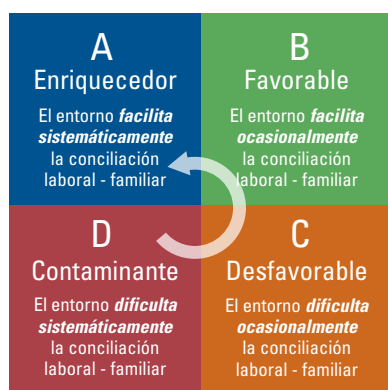 A
Enriquecedor
El entorno facilita
sistemáticamente
la conciliación
laboral - familiar
B
Favorable
El entorno facilita
ocasionalmente
la conciliación
laboral - familiar
D
Contaminante
El entorno dificulta
sistemáticamente
la conciliación
laboral - familiar
C
Desfavorable
El entorno dificulta
ocasionalmente
la conciliación
laboral - familiar